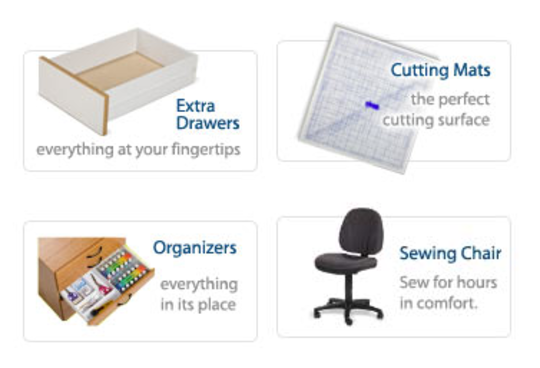 Extra
Drawers
everything at your fingertips
Cutting Mats
the perfect
cutting surface
Organizers
everything
in its place
Sewing Chair
Sew for hours
in comfort.